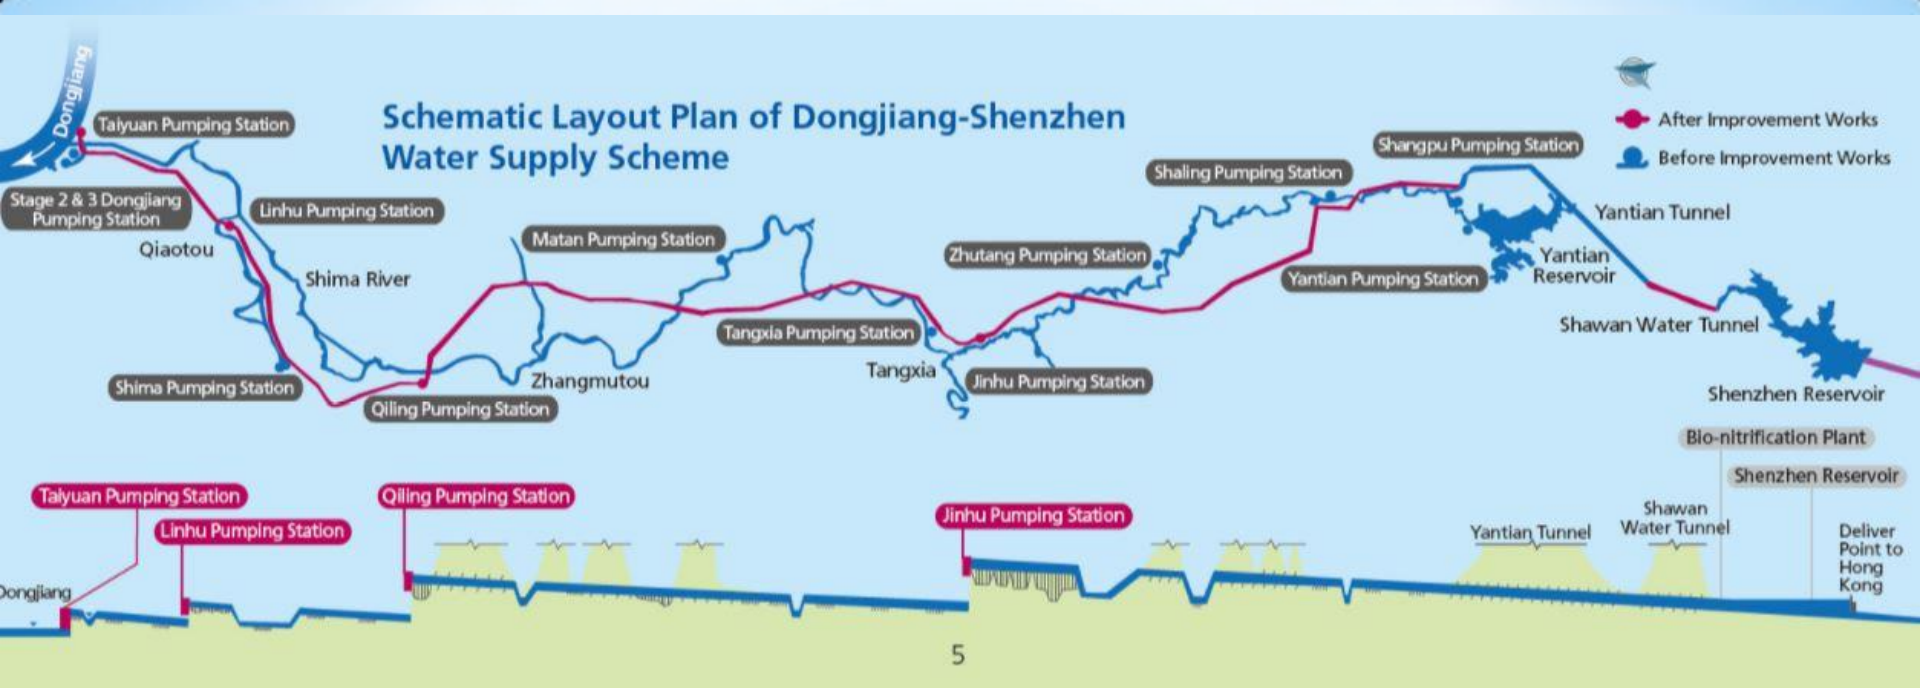 Dongjiang
Taiyuan Pumping Station
Schematic Layout Plan of Dongjiang-Shenzhen
Water Supply Scheme
After Improvement Works
Before Improvement Works
Shangpu Pumping Station
Shaling Pumping Station
Stage 2 & 3 Dongjiang
Pumping Station
Linhu Pumping Station
Qiaotou
Matan Pumping Station
Yantian Tunnel
Shima River
Zhutang Pumping Station
Yantian Pumping Station
Yantian
Reservoir
Tangxia Pumping Station
Shawan Water Tunnel
Tangxia
Shima Pumping Station
Zhangmutou
Jinhu Pumping Station
Qiling Pumping Station
Shenzhen Reservoir
Bio-nitrification Plant
Shenzhen Reservoir
Taiyuan Pumping Station
Qiling Pumping Station
Linhu Pumping Station
Jinhu Pumping Station
Yantian Tunnel
Shawan
Water Tunnel
Deliver
Point to
Hong
Kong
Dongjiang
5